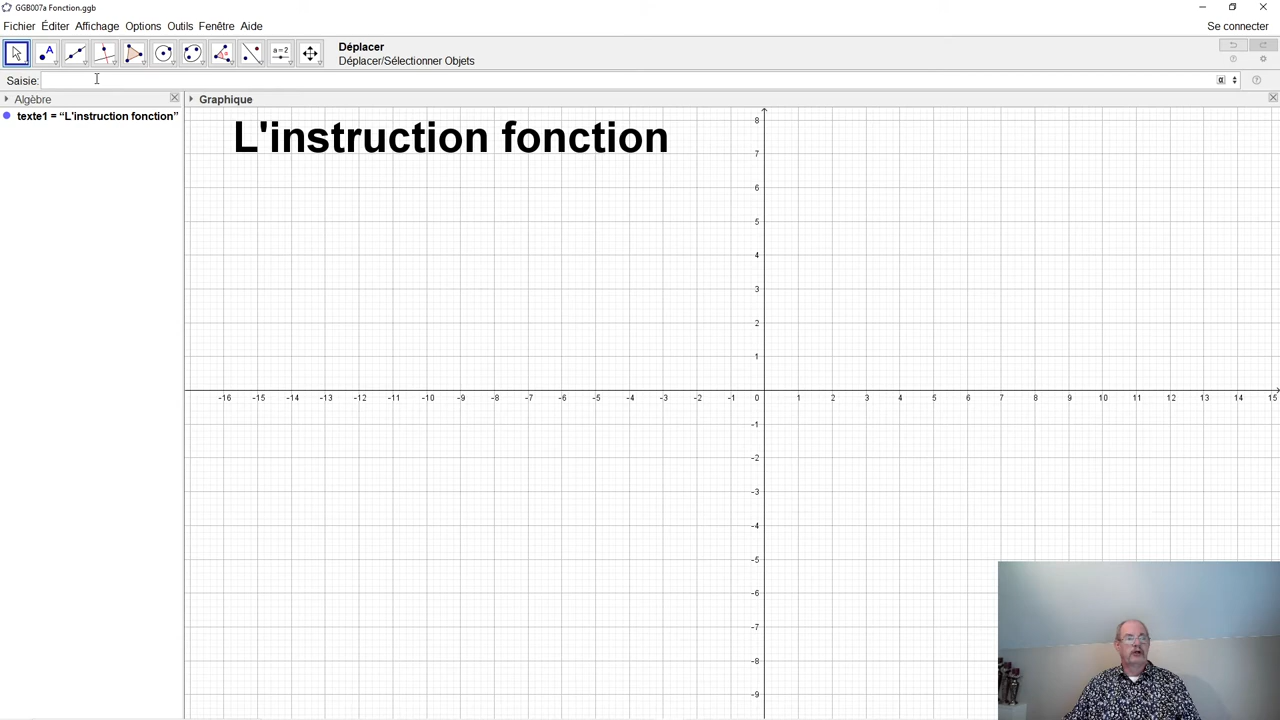 GGB007a Fonction.ggb
Fichier Éditer Affichage Options Outils Fenêtre Aide
Se connecter
A
a=2
Déplacer
Déplacer/Sélectionner Objets
Saisie:
α
Algèbre
Graphique
texte1 = “L'instruction fonction”
L'instruction fonction
8
7
6
5
4
3
2
1
-16 -15 -14 -13 -12 -11 -10 -9 -8 -7 -6 -5 -4 -3 -2 -1 0 1 2 3 4 5 6 7 8 9 10 11 12 13 14 15
-1
-2
-3
-4
-5
-6
-7
-8
-9